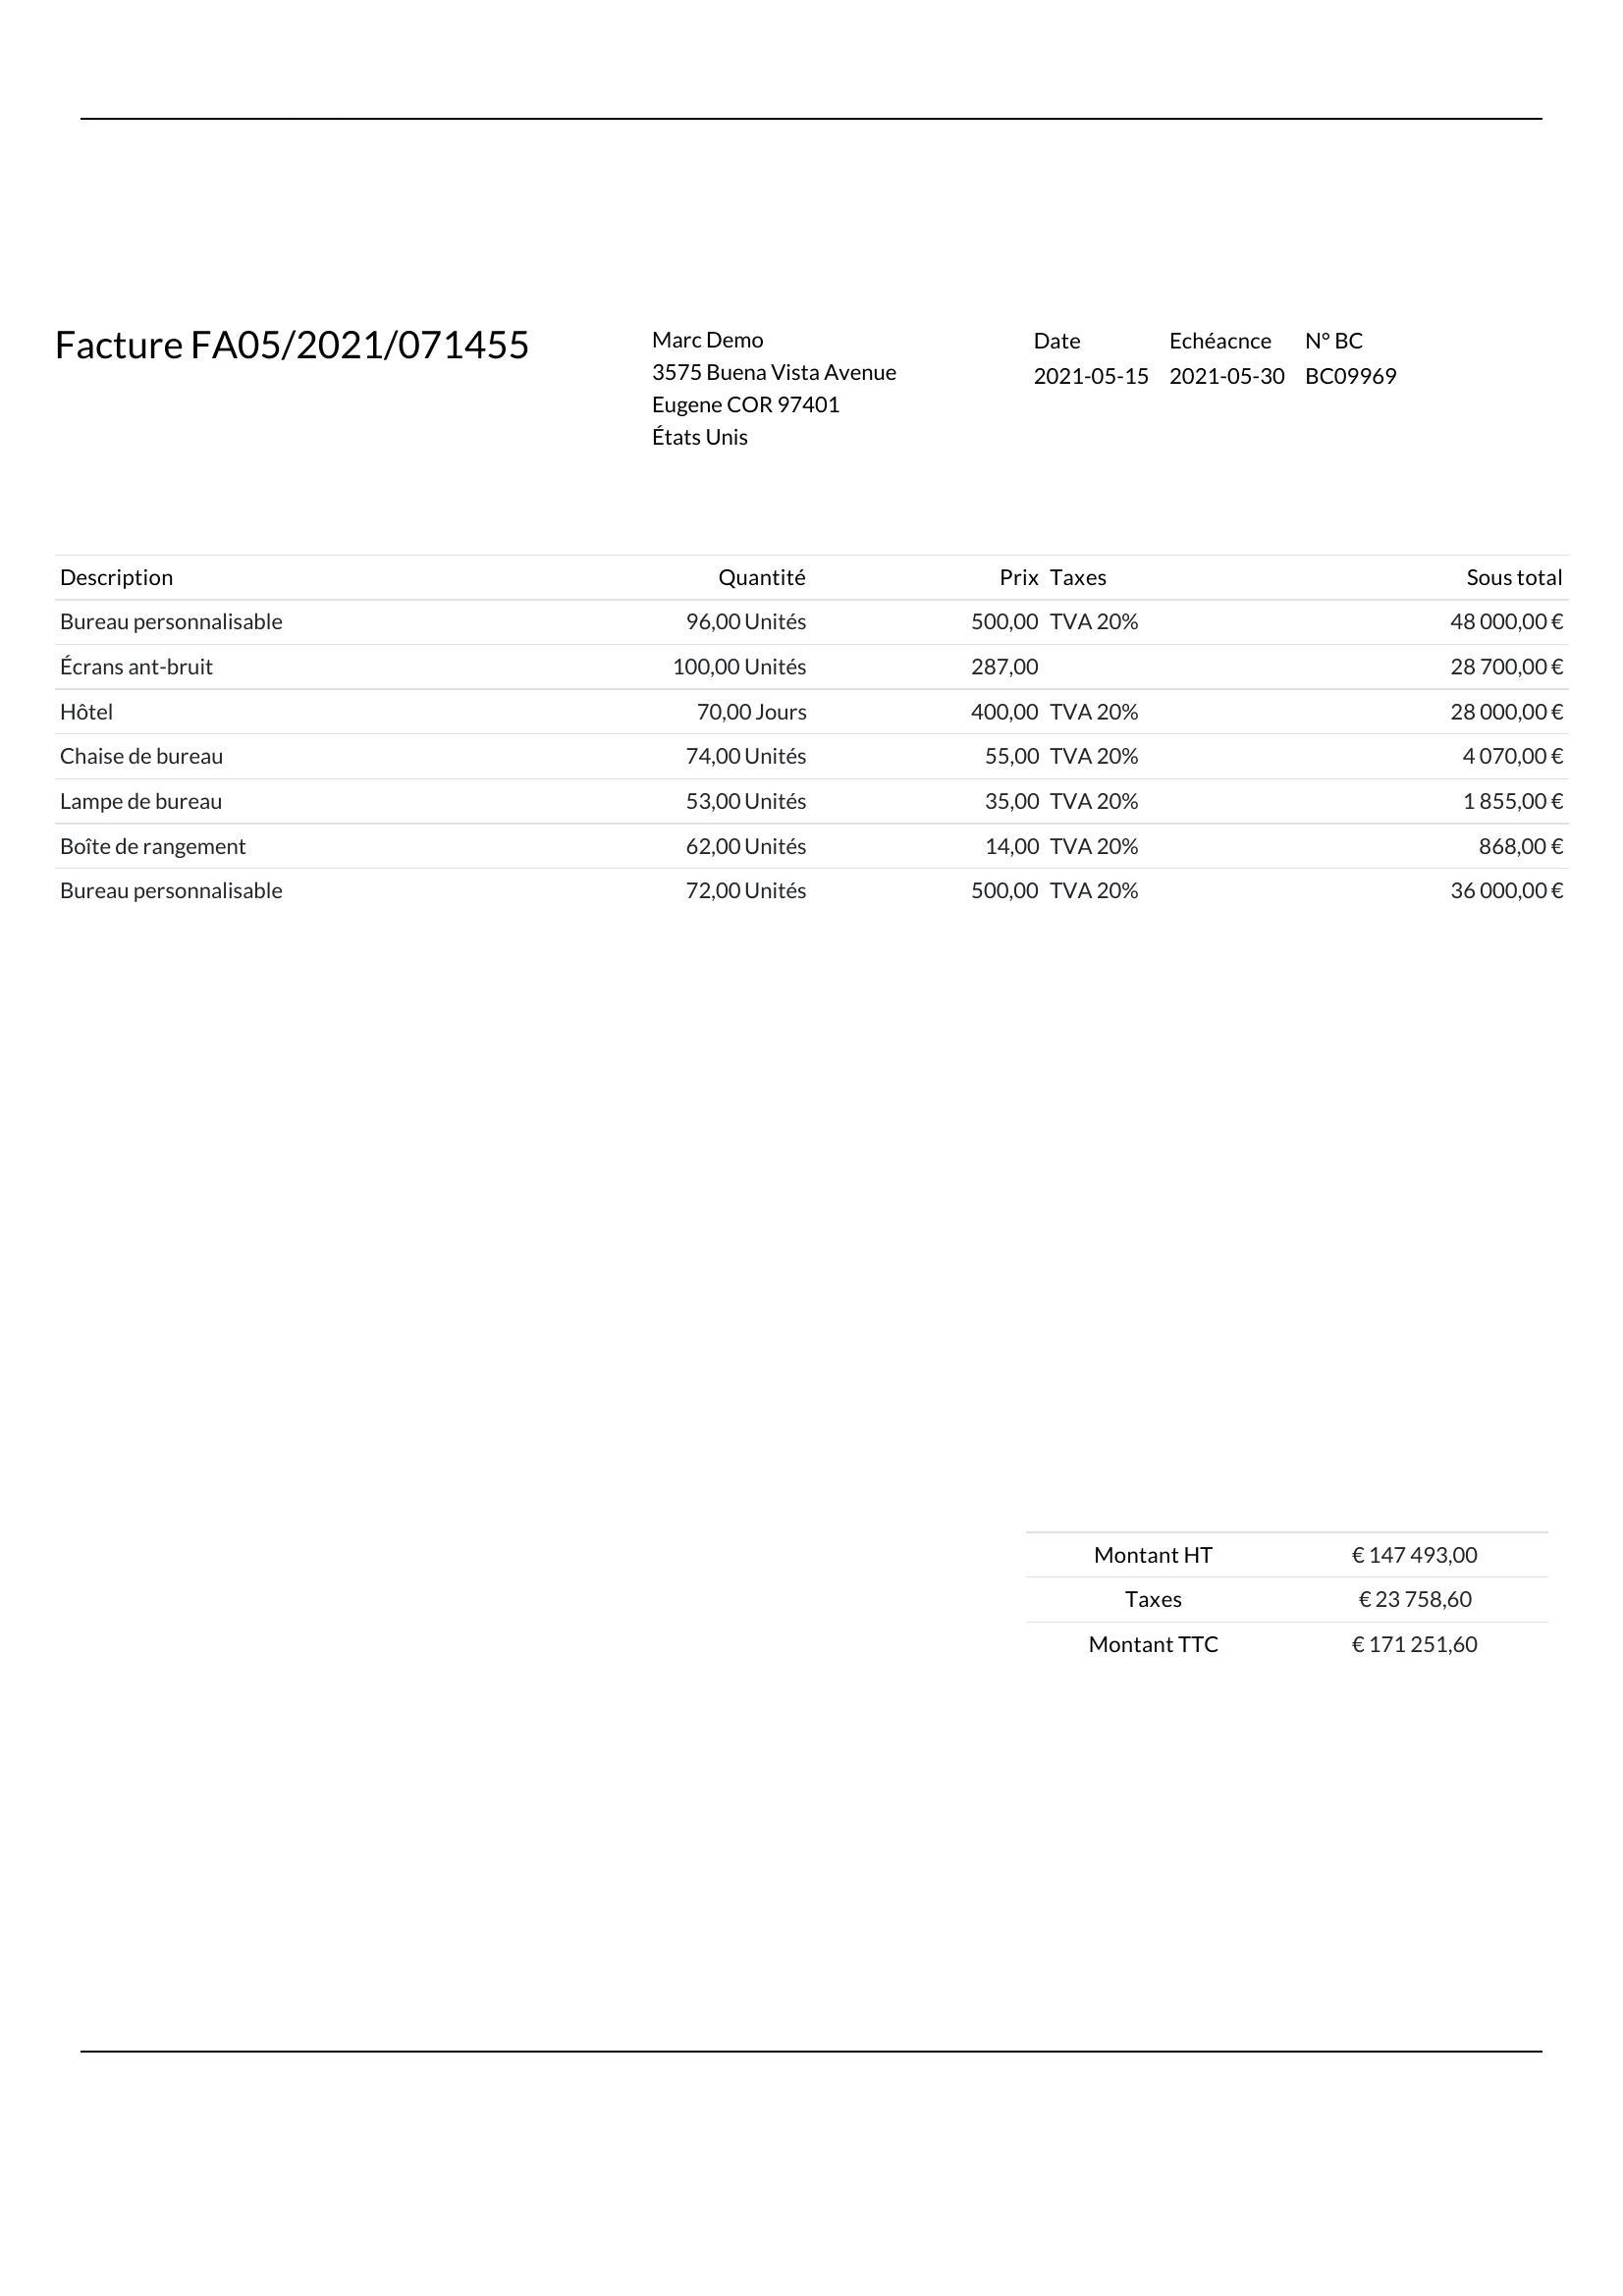 Facture FA05/2021/071455
Marc Demo
3575 Buena Vista Avenue
Eugene COR 97401
États Unis
Date Echéacnce N° BC
2021-05-15 2021-05-30 BC09969
Description Quantité Prix Taxes Sous total
Bureau personnalisable 96,00 Unités 500,00 TVA 20% 48 000,00 €
Écrans ant-bruit 100,00 Unités 287,00 28 700,00 €
Hôtel 70,00 Jours 400,00 TVA 20% 28 000,00 €
Chaise de bureau 74,00 Unités 55,00 TVA 20% 4 070,00 €
Lampe de bureau 53,00 Unités 35,00 TVA 20% 1 855,00 €
Boîte de rangement 62,00 Unités 14,00 TVA 20% 868,00 €
Bureau personnalisable 72,00 Unités 500,00 TVA 20% 36 000,00 €
Montant HT € 147 493,00
Taxes € 23 758,60
Montant TTC € 171 251,60